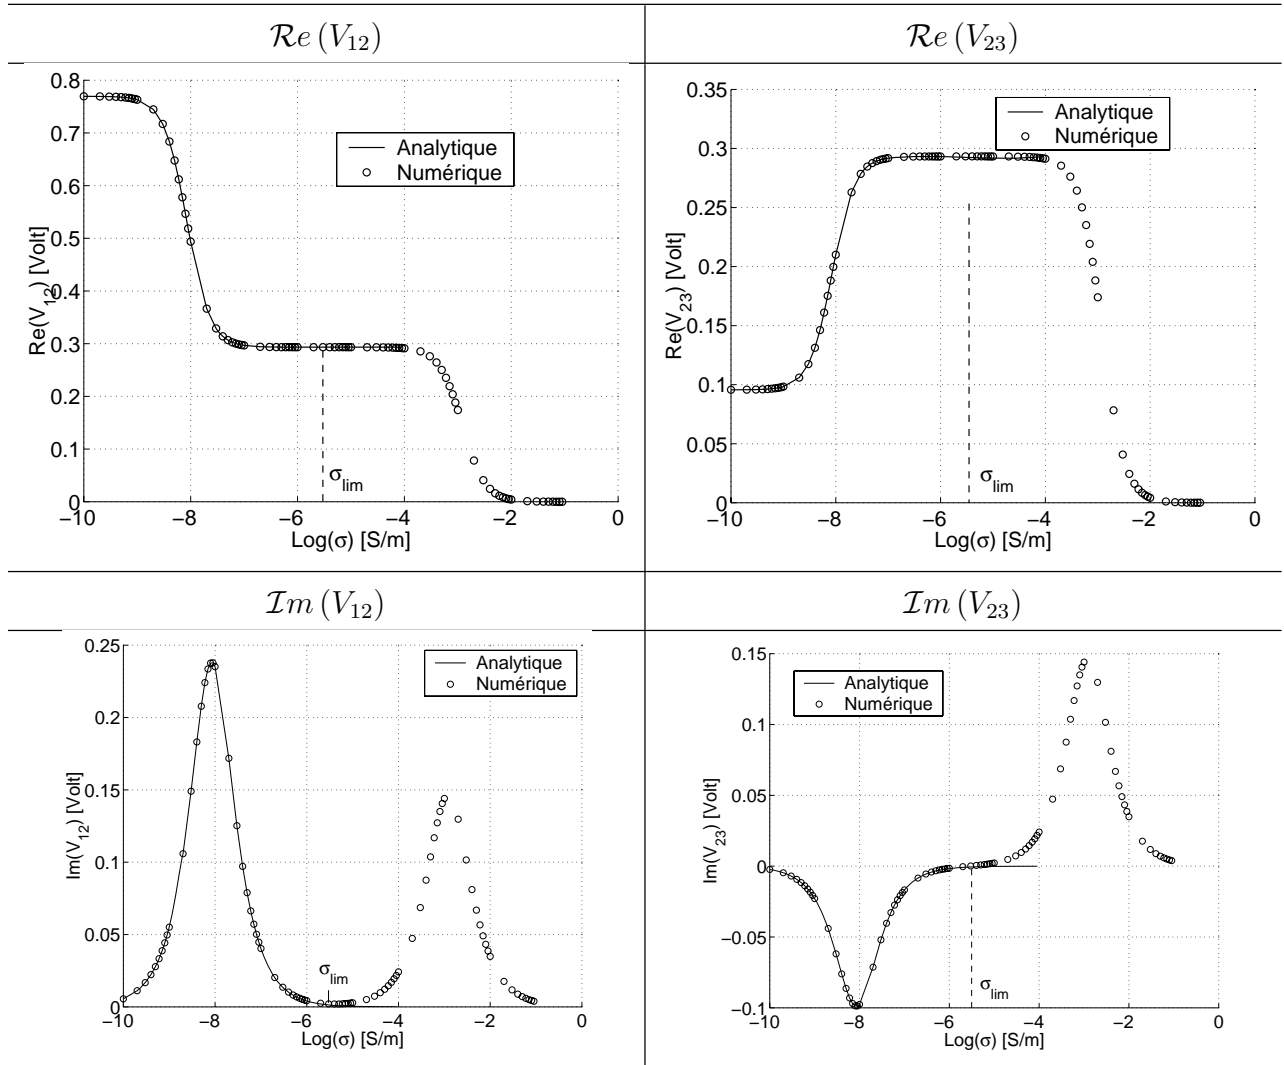 Re (V12)
Re (V23)
0.8
0.7
0.6
0.5
0.4
0.3
0.2
0.1
0
Re(V12) [Volt]
Analytique
Numérique
σlim
−10 −8 −6 −4 −2 0
Log(σ) [S/m]
0.35
0.3
0.25
0.2
0.15
0.1
0.05
0
Re(V23) [Volt]
Analytique
Numérique
σlim
−10 −8 −6 −4 −2 0
Log(σ) [S/m]
Im (V12)
Im (V23)
0.25
0.2
0.15
0.1
0.05
0
Im(V12) [Volt]
Analytique
Numérique
σlim
−10 −8 −6 −4 −2 0
Log(σ) [S/m]
0.15
0.1
0.05
0
−0.05
−0.1
Im(V23) [Volt]
Analytique
Numérique
σlim
−10 −8 −6 −4 −2 0
Log(σ) [S/m]